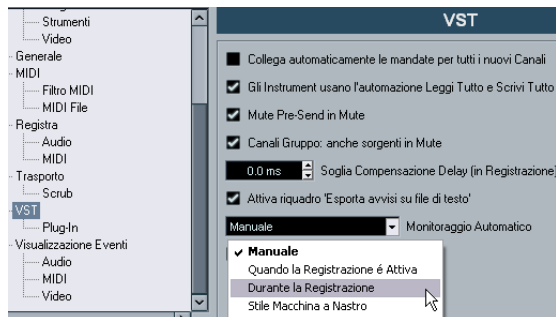 Strumenti
Video
Generale
MIDI
Filtro MIDI
MIDI File
Registra
Audio
MIDI
Trasporto
Scrub
VST
Plug-In
Visualizzazione Eventi
Audio
MIDI
Video
VST
Collega automaticamente le mandate per tutti i nuovi Canali
Gli Instrument usano l'automazione Leggi Tutto e Scrivi Tutto
Mute Pre-Send in Mute
Canali Gruppo: anche sorgenti in Mute
0.0 ms Soglia Compensazione Delay (in Registrazione)
Attiva riquadro 'Esporta avvisi su file di testo'
Manuale Monitoraggio Automatico
Manuale
Quando la Registrazione é Attiva
Durante la Registrazione
Stile Macchina a Nastro